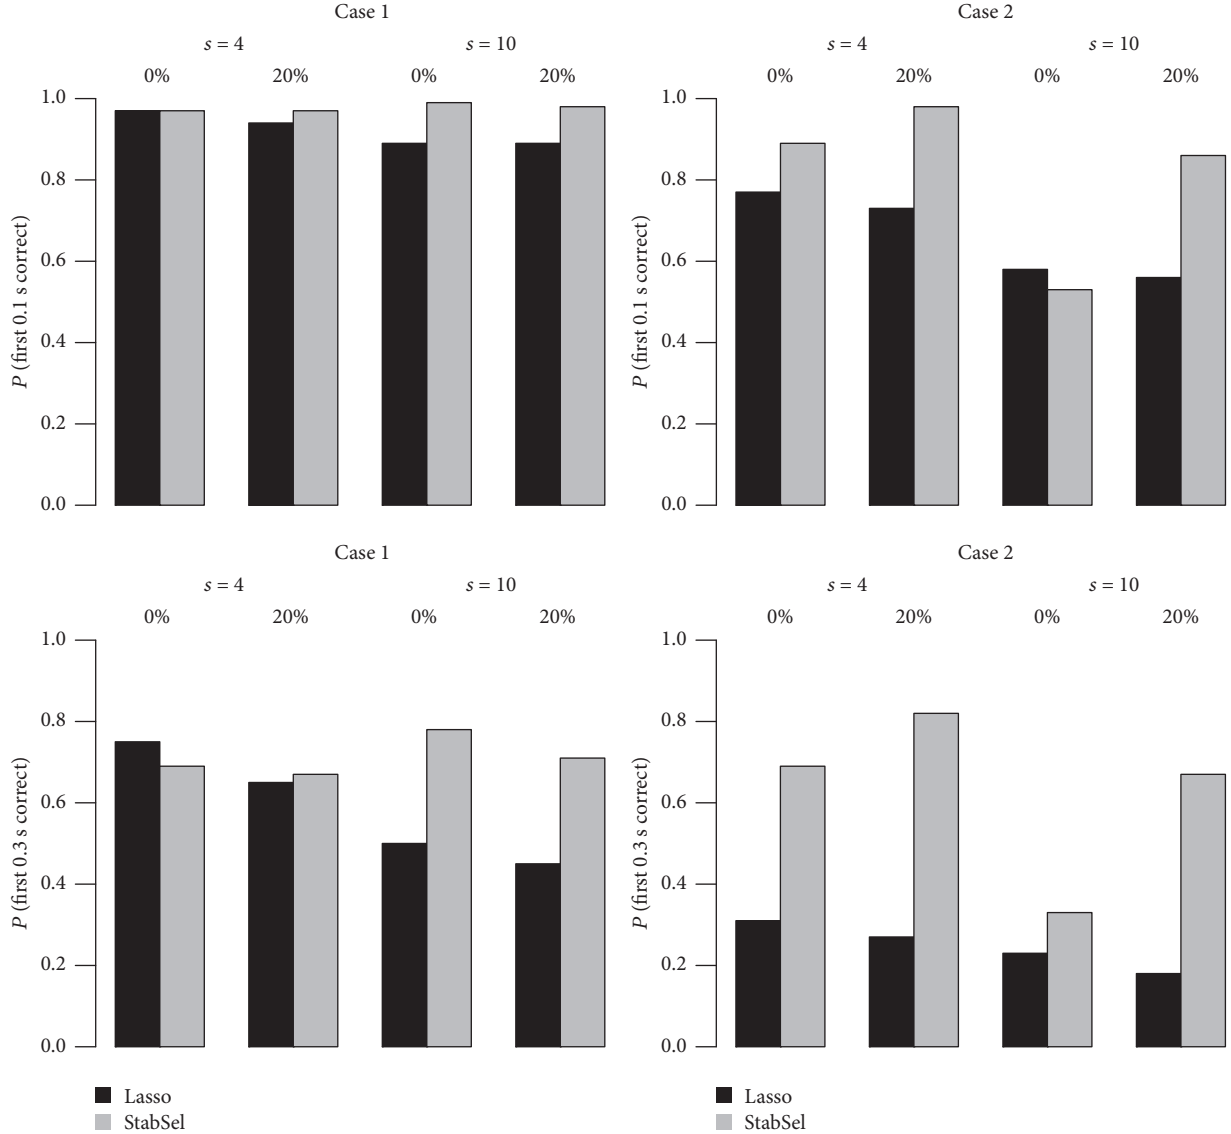 Case 1
s = 4 s = 10
0% 20% 0% 20%
1.0
0.8
0.6
0.4
0.2
0.0
P (first 0.1 s correct)
Case 2
s = 4 s = 10
0% 20% 0% 20%
1.0
0.8
0.6
0.4
0.2
0.0
P (first 0.1 s correct)
Case 1
s = 4 s = 10
0% 20% 0% 20%
1.0
0.8
0.6
0.4
0.2
0.0
P (first 0.3 s correct)
Lasso
StabSel
Case 2
s = 4 s = 10
0% 20% 0% 20%
1.0
0.8
0.6
0.4
0.2
0.0
P (first 0.3 s correct)
Lasso
StabSel